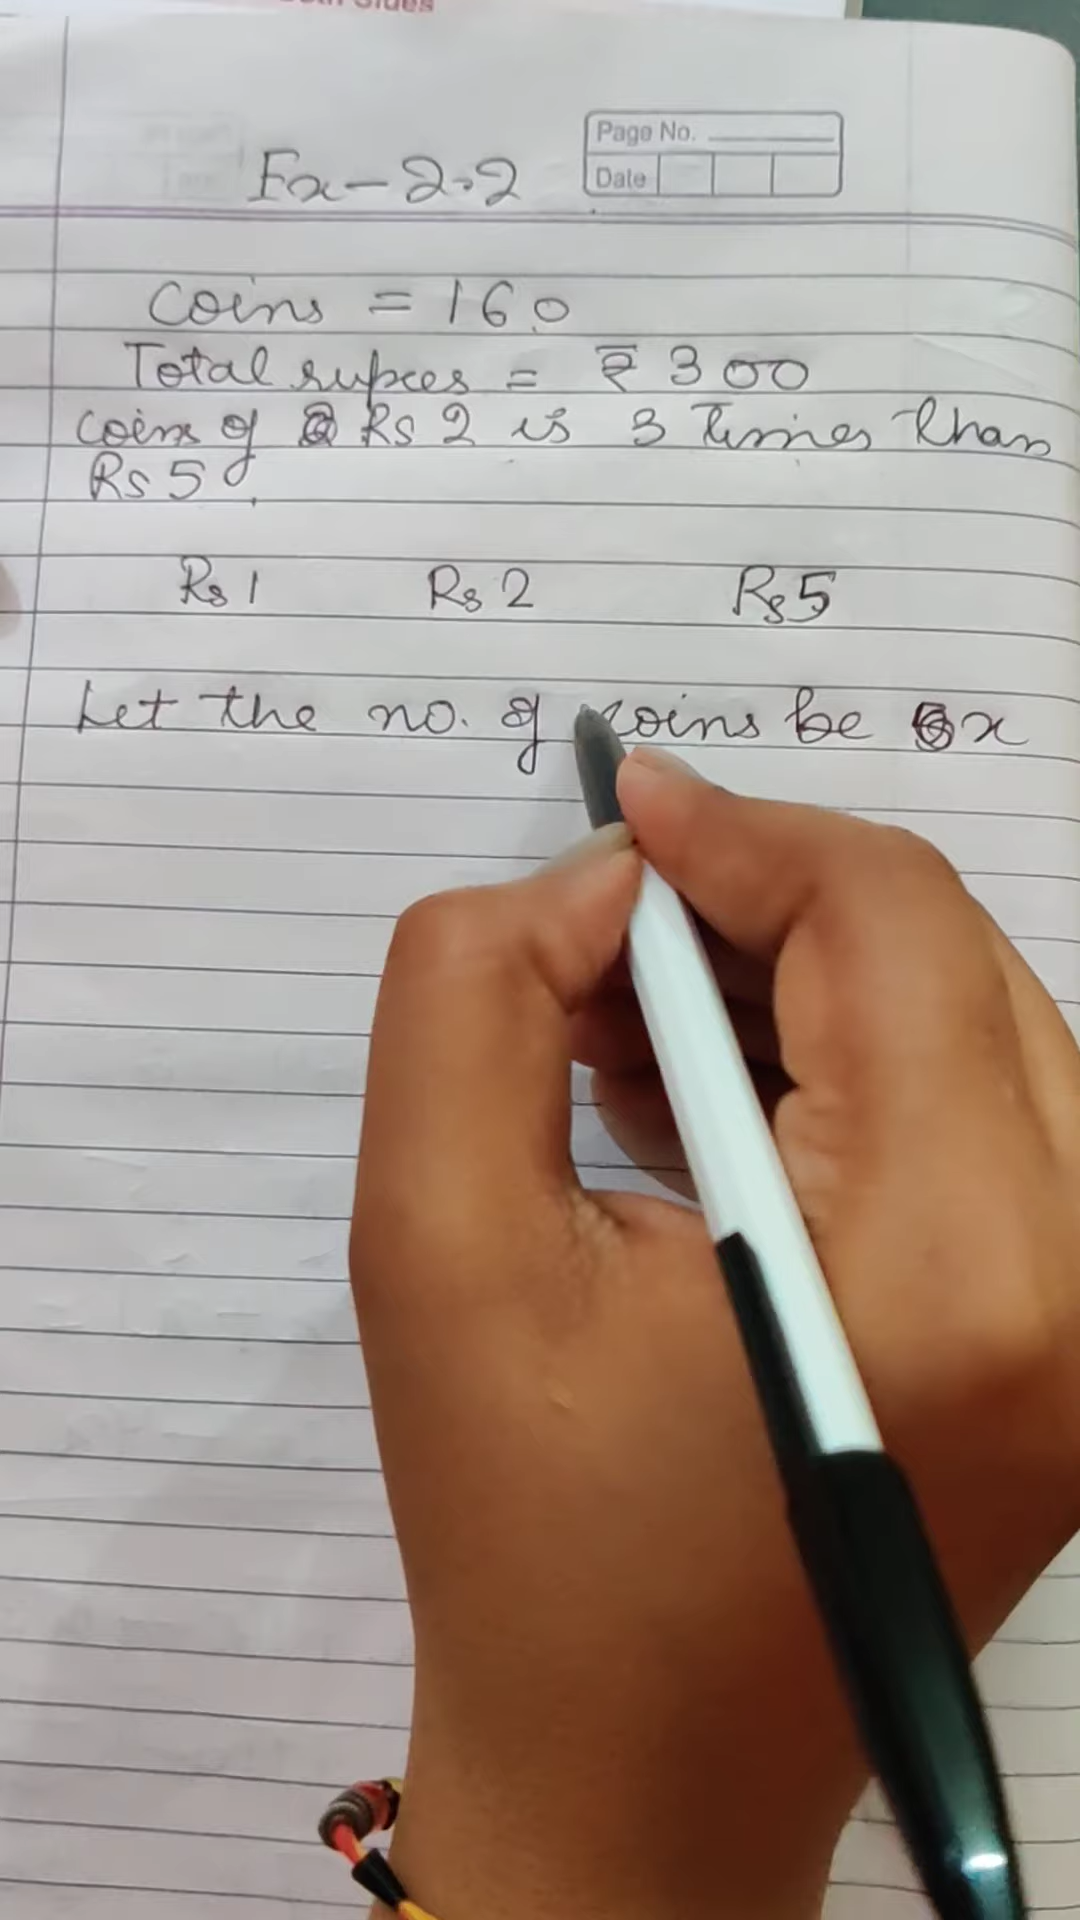 Sides
Page No.
Date
Ex-2.2
Coins = 160
Total rupees = ₹300
coins of Rs 2 is 3 times than
Rs 5.
Rs 1 Rs 2 Rs 5
Let the no. of coins be x